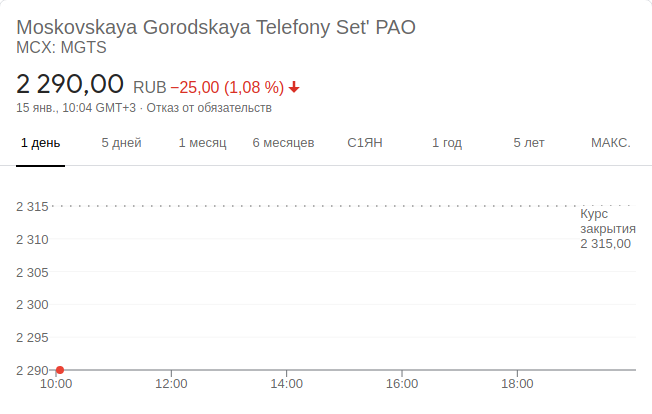 Moskovskaya Gorodskaya Telefony Set' PAO
MCX: MGTS
2 290,00 RUB −25,00 (1,08 %)
15 янв., 10:04 GMT+3 · Отказ от обязательств
1 день 5 дней 1 месяц 6 месяцев С1ЯН 1 год 5 лет МАКС.
2 315
Курс
закрытия
2 315,00
2 310
2 305
2 300
2 295
2 290
10:00 12:00 14:00 16:00 18:00